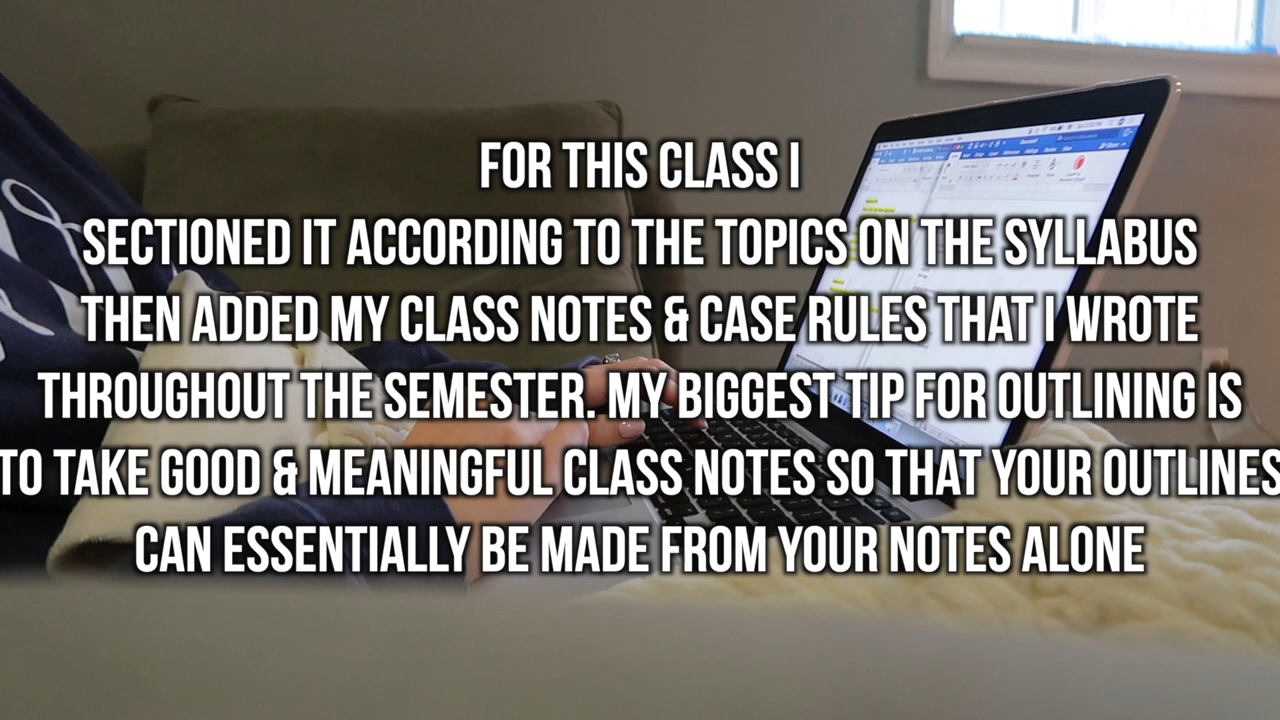 FOR THIS CLASS I
SECTIONED IT ACCORDING TO THE TOPICS ON THE SYLLABUS
THEN ADDED MY CLASS NOTES & CASE RULES THAT I WROTE
THROUGHOUT THE SEMESTER. MY BIGGEST TIP FOR OUTLINING IS
TO TAKE GOOD & MEANINGFUL CLASS NOTES SO THAT YOUR OUTLINES
CAN ESSENTIALLY BE MADE FROM YOUR NOTES ALONE